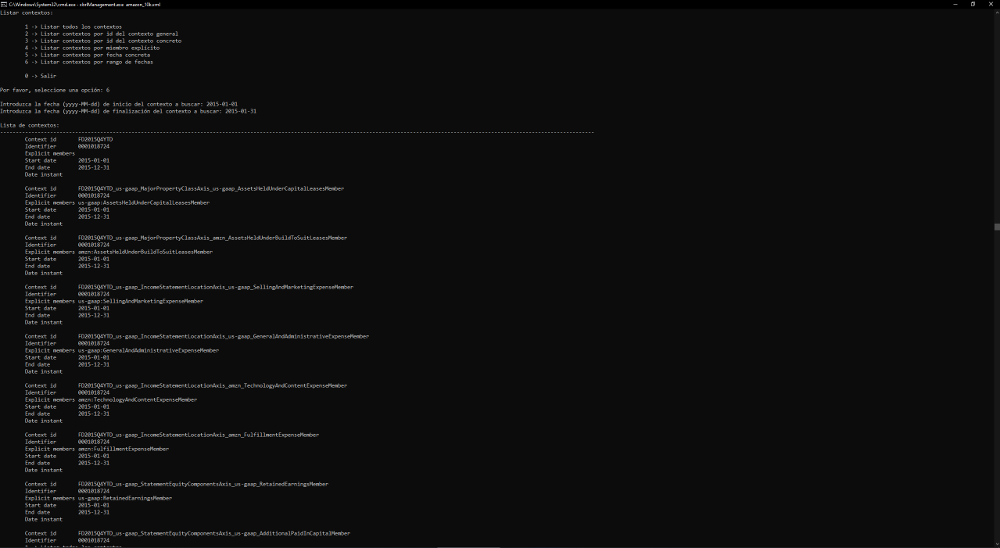 C:\Windows\System32\cmd.exe - xbrlManagement.exe amazon_10k.xml
Listar contextos:
1 -> Listar todos los contextos
2 -> Listar contextos por id del contexto general
3 -> Listar contextos por id del contexto concreto
4 -> Listar contextos por miembro explícito
5 -> Listar contextos por fecha concreta
6 -> Listar contextos por rango de fechas
0 -> Salir
Por favor, seleccione una opción: 6
Introduzca la fecha (yyyy-MM-dd) de inicio del contexto a buscar: 2015-01-01
Introduzca la fecha (yyyy-MM-dd) de finalización del contexto a buscar: 2015-01-31
Lista de contextos:
Context id FD2015Q4YTD
Identifier 0001018724
Explicit members
Start date 2015-01-01
End date 2015-12-31
Date instant
Context id FD2015Q4YTD_us-gaap_MajorPropertyClassAxis_us-gaap_AssetsHeldUnderCapitalLeasesMember
Identifier 0001018724
Explicit members us-gaap:AssetsHeldUnderCapitalLeasesMember
Start date 2015-01-01
End date 2015-12-31
Date instant
Context id FD2015Q4YTD_us-gaap_MajorPropertyClassAxis_amzn_AssetsHeldUnderBuildToSuitLeasesMember
Identifier 0001018724
Explicit members amzn:AssetsHeldUnderBuildToSuitLeasesMember
Start date 2015-01-01
End date 2015-12-31
Date instant
Context id FD2015Q4YTD_us-gaap_IncomeStatementLocationAxis_us-gaap_SellingAndMarketingExpenseMember
Identifier 0001018724
Explicit members us-gaap:SellingAndMarketingExpenseMember
Start date 2015-01-01
End date 2015-12-31
Date instant
Context id FD2015Q4YTD_us-gaap_IncomeStatementLocationAxis_us-gaap_GeneralAndAdministrativeExpenseMember
Identifier 0001018724
Explicit members us-gaap:GeneralAndAdministrativeExpenseMember
Start date 2015-01-01
End date 2015-12-31
Date instant
Context id FD2015Q4YTD_us-gaap_IncomeStatementLocationAxis_amzn_TechnologyAndContentExpenseMember
Identifier 0001018724
Explicit members amzn:TechnologyAndContentExpenseMember
Start date 2015-01-01
End date 2015-12-31
Date instant
Context id FD2015Q4YTD_us-gaap_IncomeStatementLocationAxis_amzn_FulfillmentExpenseMember
Identifier 0001018724
Explicit members amzn:FulfillmentExpenseMember
Start date 2015-01-01
End date 2015-12-31
Date instant
Context id FD2015Q4YTD_us-gaap_StatementEquityComponentsAxis_us-gaap_RetainedEarningsMember
Identifier 0001018724
Explicit members us-gaap:RetainedEarningsMember
Start date 2015-01-01
End date 2015-12-31
Date instant
Context id FD2015Q4YTD_us-gaap_StatementEquityComponentsAxis_us-gaap_AdditionalPaidInCapitalMember
Identifier 0001018724
1 -> Listar todos los contextos